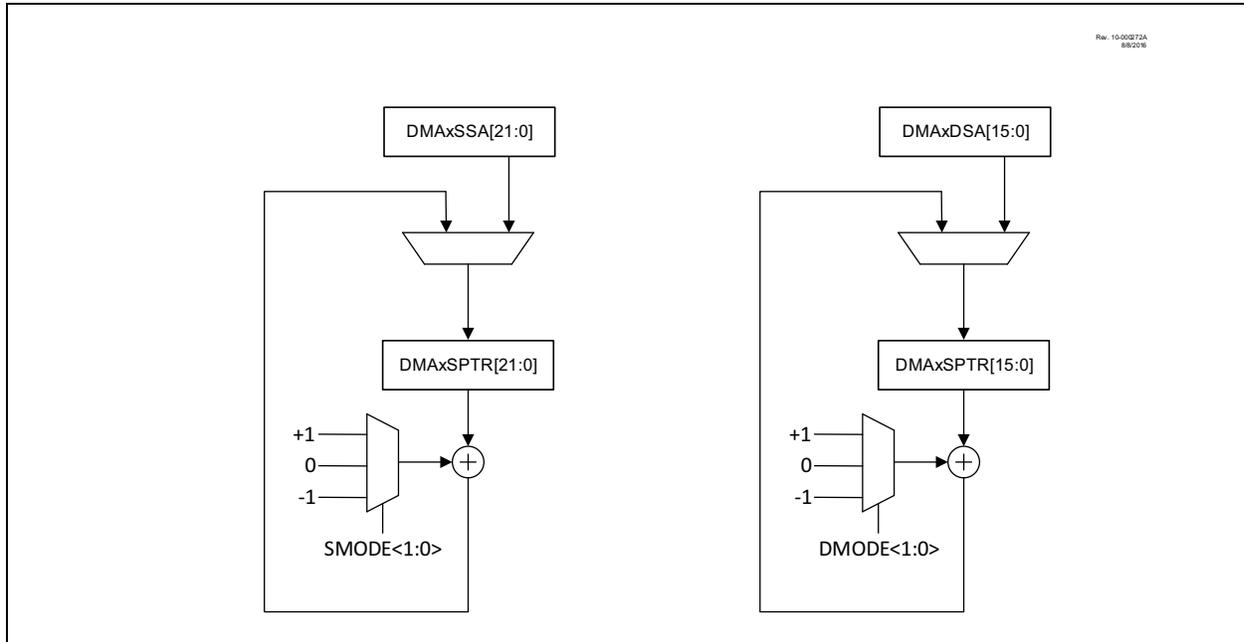 Rev. 10-000272A
8/8/2016
DMAxSSA[21:0]
DMAxSPTR[21:0]
+1
0
-1
SMODE<1:0>
DMAxDSA[15:0]
DMAxSPTR[15:0]
+1
0
-1
DMODE<1:0>